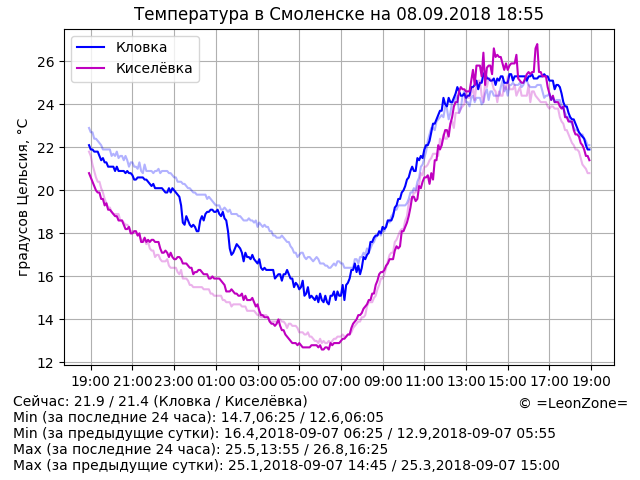 Температура в Смоленске на 08.09.2018 18:55
Кловка
Киселёвка
градусов Цельсия, °C
26
24
22
20
18
16
14
12
19:00 21:00 23:00 01:00 03:00 05:00 07:00 09:00 11:00 13:00 15:00 17:00 19:00
Сейчас: 21.9 / 21.4 (Кловка / Киселёвка)
© =LeonZone=
Min (за последние 24 часа): 14.7,06:25 / 12.6,06:05
Min (за предыдущие сутки): 16.4,2018-09-07 06:25 / 12.9,2018-09-07 05:55
Max (за последние 24 часа): 25.5,13:55 / 26.8,16:25
Max (за предыдущие сутки): 25.1,2018-09-07 14:45 / 25.3,2018-09-07 15:00